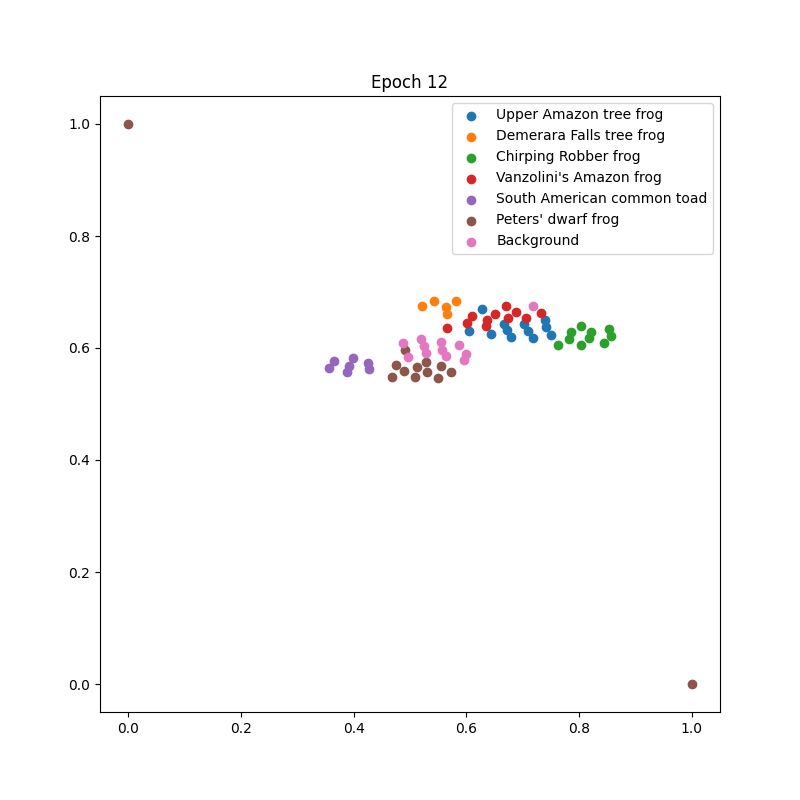 Epoch 12
Upper Amazon tree frog
Demerara Falls tree frog
Chirping Robber frog
Vanzolini's Amazon frog
South American common toad
Peters' dwarf frog
Background
1.0
0.8
0.6
0.4
0.2
0.0
0.0 0.2 0.4 0.6 0.8 1.0